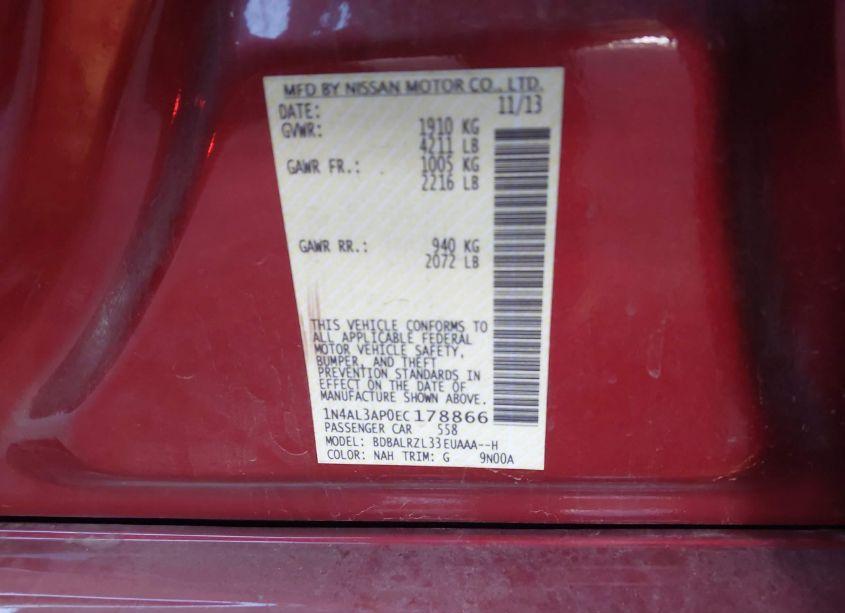 MFD BY NISSAN MOTOR CO., LTD.
DATE: 11/13
GVWR: 1910 KG
4211 LB
GAWR FR.: 1005 KG
2216 LB
GAWR RR.: 940 KG
2072 LB
THIS VEHICLE CONFORMS TO
ALL APPLICABLE FEDERAL
MOTOR VEHICLE SAFETY,
BUMPER, AND THEFT
PREVENTION STANDARDS IN
EFFECT ON THE DATE OF
MANUFACTURE SHOWN ABOVE.
1N4AL3AP0EC178866
PASSENGER CAR 558
MODEL: BDBALRZL33EUAAA--H
COLOR: NAH TRIM: G 9N00A